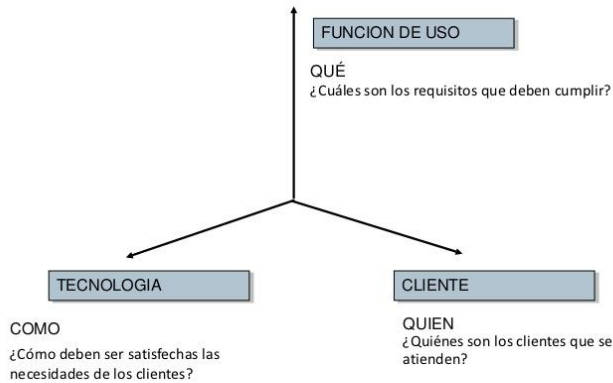 FUNCION DE USO
QUÉ
¿Cuáles son los requisitos que deben cumplir?
TECNOLOGIA
COMO
¿Cómo deben ser satisfechas las
necesidades de los clientes?
CLIENTE
QUIEN
¿Quiénes son los clientes que se
atienden?